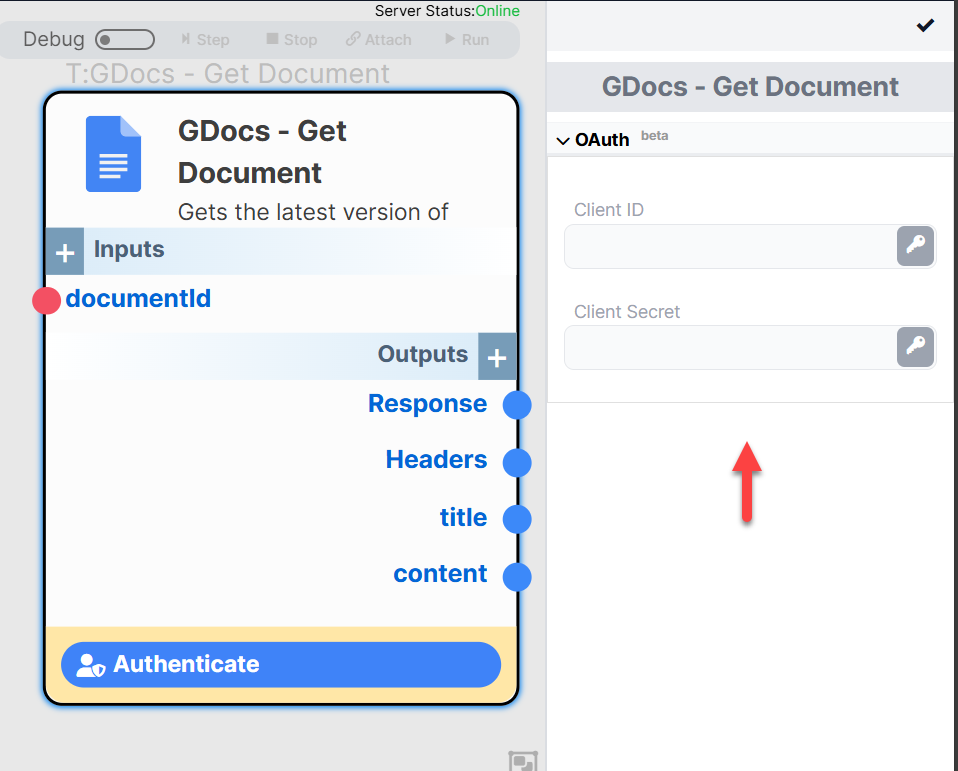 Server Status:Online
Debug Step Stop Attach Run
T:GDocs - Get Document
GDocs - Get
Document
Gets the latest version of
Inputs
documentId
Outputs
Response
Headers
title
content
Authenticate
GDocs - Get Document
OAuth beta
Client ID
Client Secret